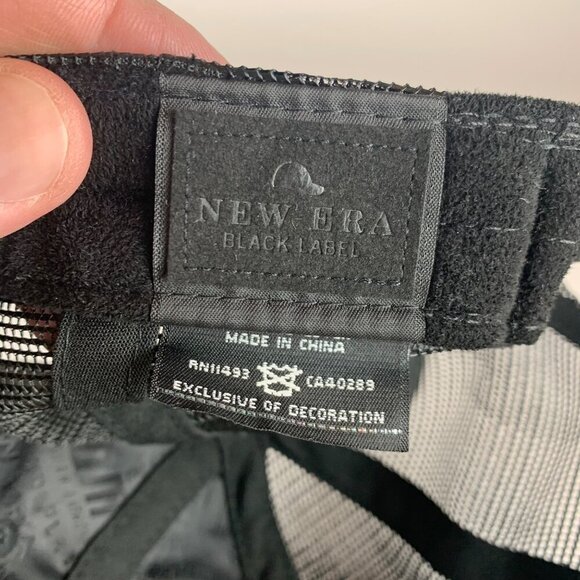 NEW ERA
BLACK LABEL
MADE IN CHINA
RN11493 CA40289
EXCLUSIVE OF DECORATION